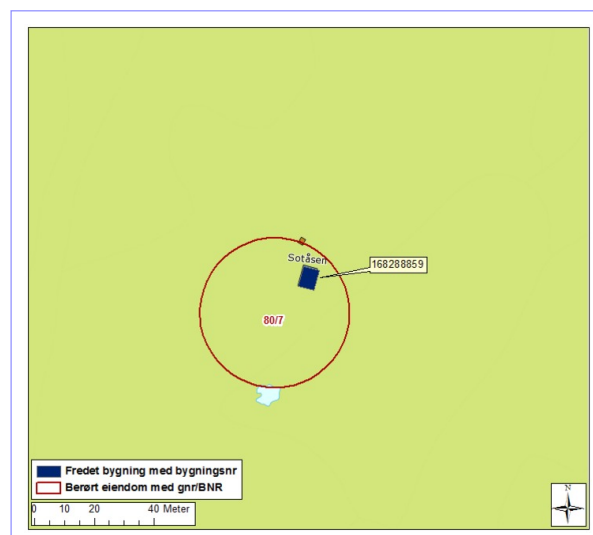 Sotåsen
168288859
80/7
Fredet bygning med bygningsnr
Berørt eiendom med gnr/BNR
0 10 20 40 Meter
N